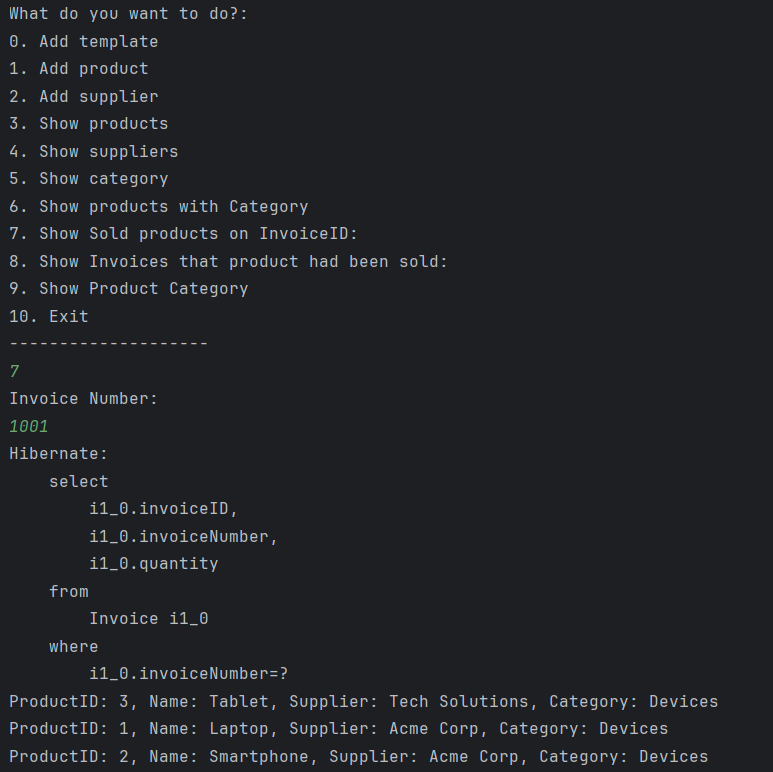 What do you want to do?:
0. Add template
1. Add product
2. Add supplier
3. Show products
4. Show suppliers
5. Show category
6. Show products with Category
7. Show Sold products on InvoiceID:
8. Show Invoices that product had been sold:
9. Show Product Category
10. Exit
--------------------
7
Invoice Number:
1001
Hibernate:
    select
        i1_0.invoiceID,
        i1_0.invoiceNumber,
        i1_0.quantity
    from
        Invoice i1_0
    where
        i1_0.invoiceNumber=?
ProductID: 3, Name: Tablet, Supplier: Tech Solutions, Category: Devices
ProductID: 1, Name: Laptop, Supplier: Acme Corp, Category: Devices
ProductID: 2, Name: Smartphone, Supplier: Acme Corp, Category: Devices